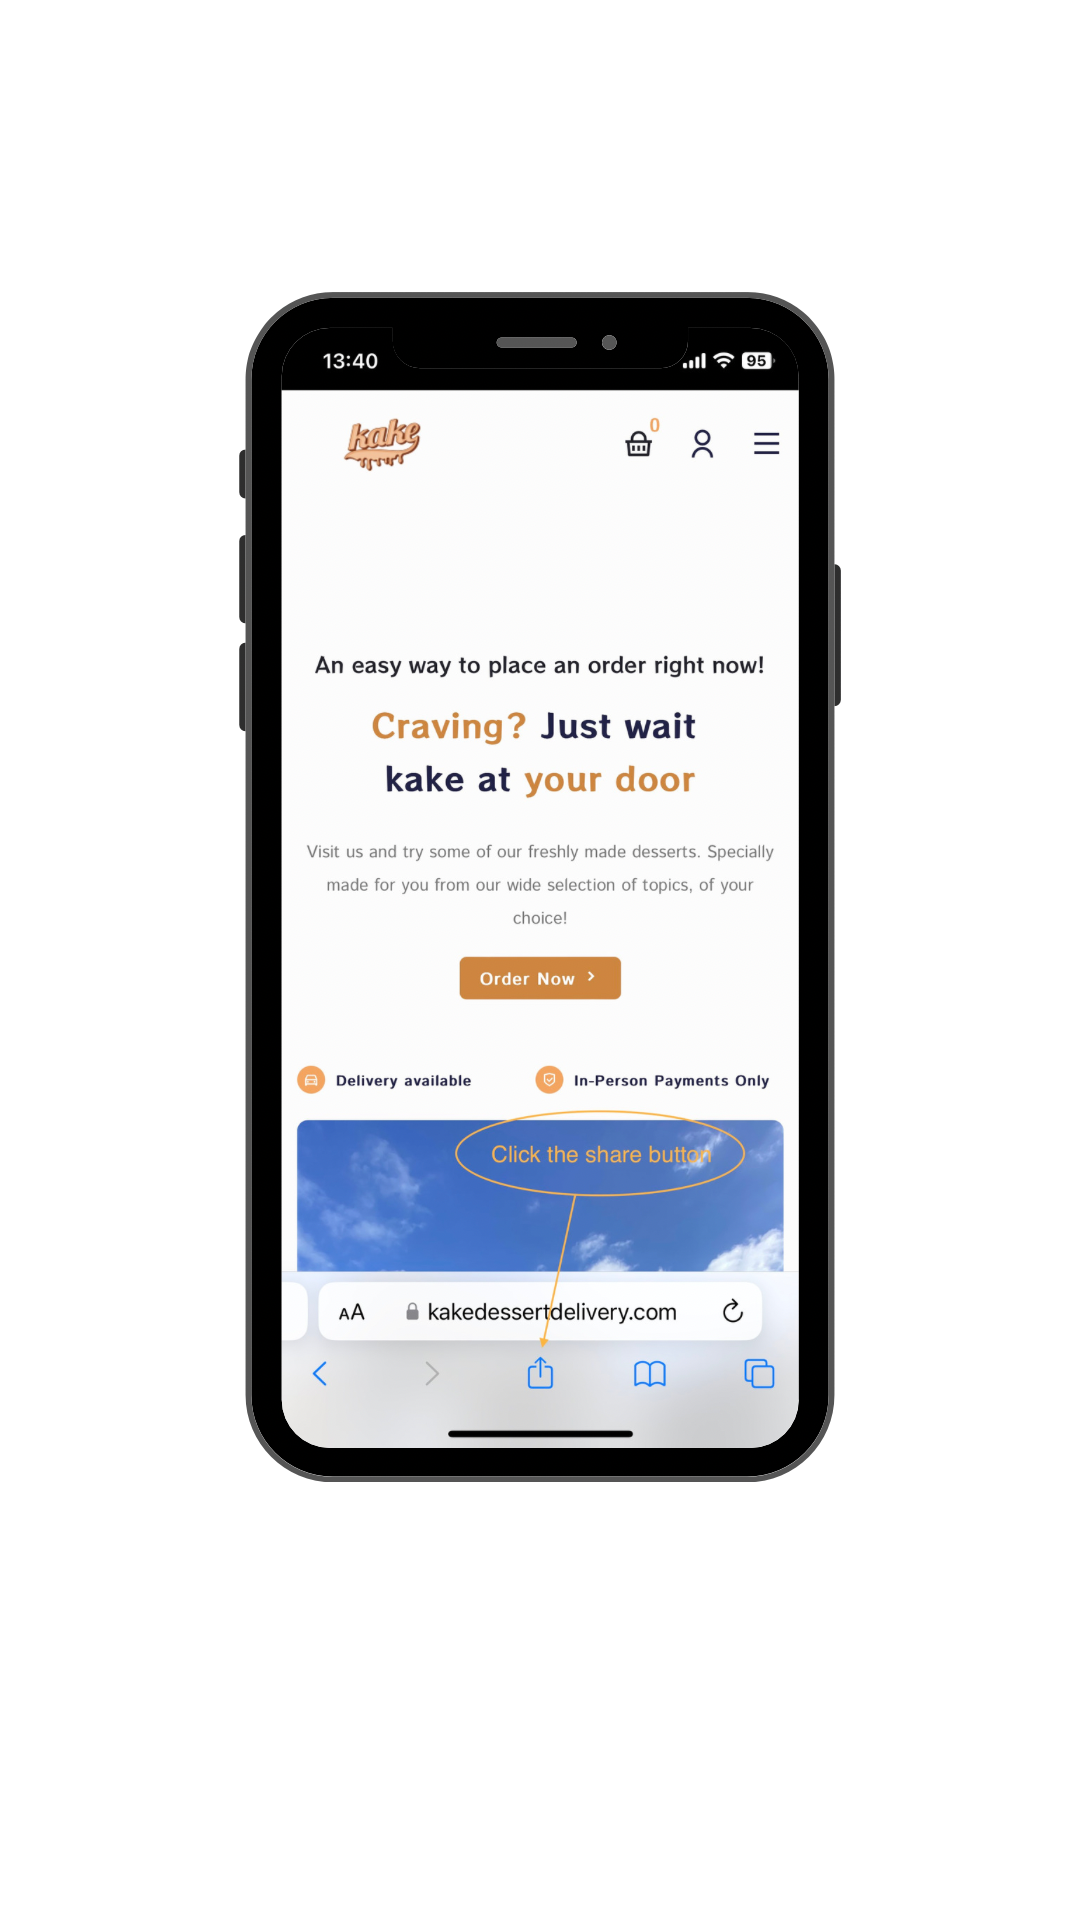 13:40
95
kake
0
An easy way to place an order right now!
Craving? Just wait
kake at your door
Visit us and try some of our freshly made desserts. Specially
made for you from our wide selection of topics, of your
choice!
Order Now
Delivery available
In-Person Payments Only
Click the share button
AA
kakedessertdelivery.com